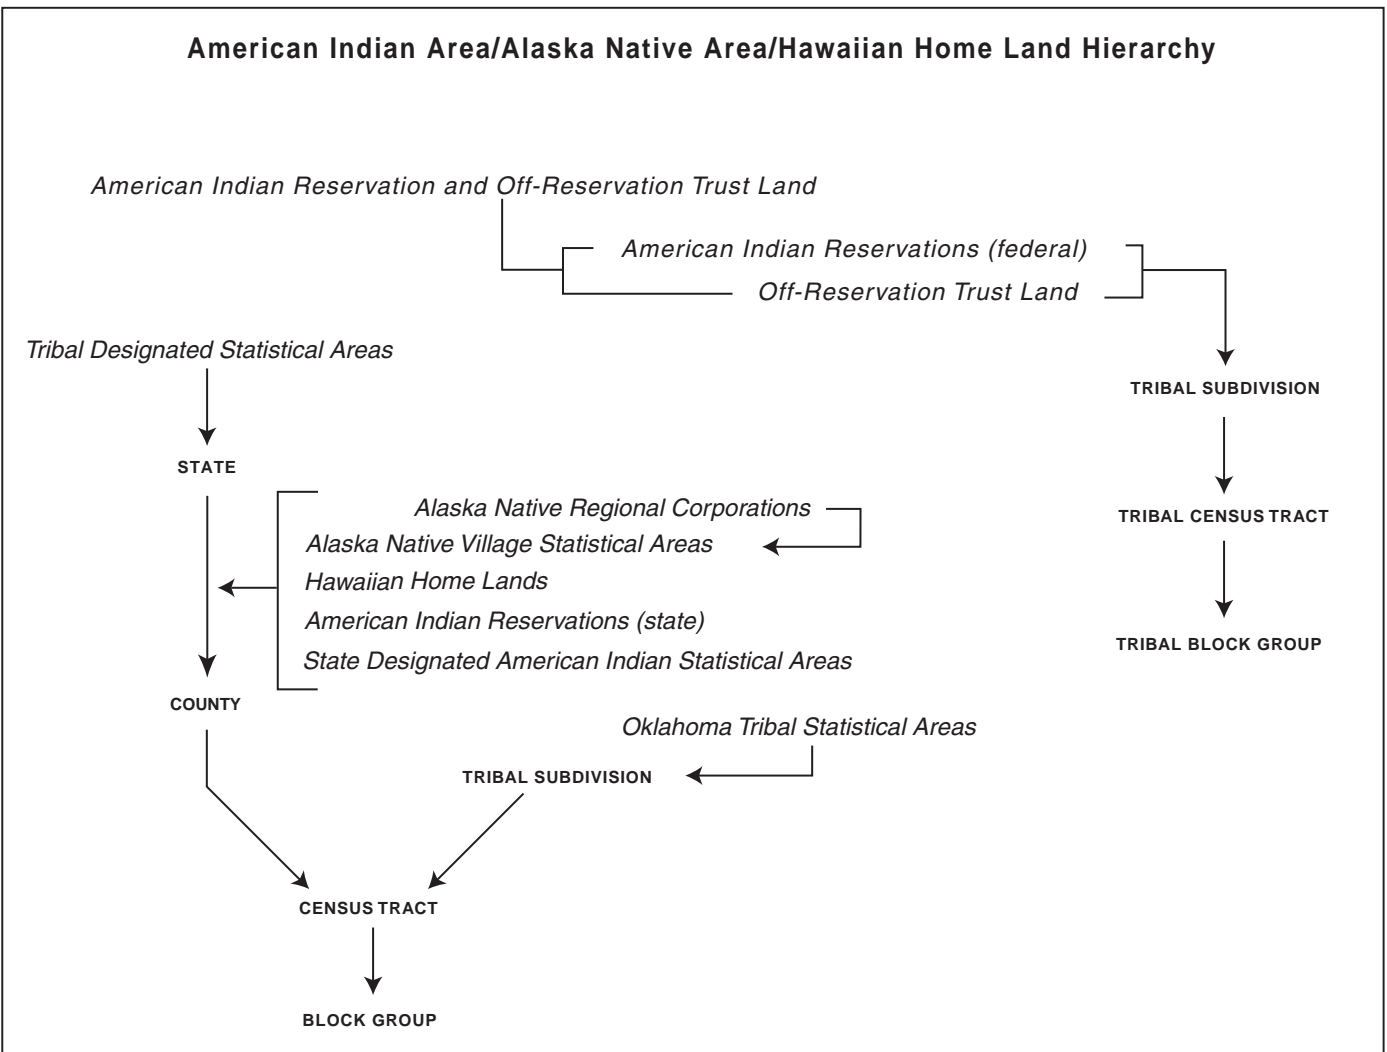 American Indian Area/Alaska Native Area/Hawaiian Home Land Hierarchy
American Indian Reservation and Off-Reservation Trust Land
American Indian Reservations (federal)
Off-Reservation Trust Land
Tribal Designated Statistical Areas
TRIBAL SUBDIVISION
STATE
Alaska Native Regional Corporations
TRIBAL CENSUS TRACT
Alaska Native Village Statistical Areas
Hawaiian Home Lands
American Indian Reservations (state)
TRIBAL BLOCK GROUP
State Designated American Indian Statistical Areas
COUNTY
Oklahoma Tribal Statistical Areas
TRIBAL SUBDIVISION
CENSUS TRACT
BLOCK GROUP